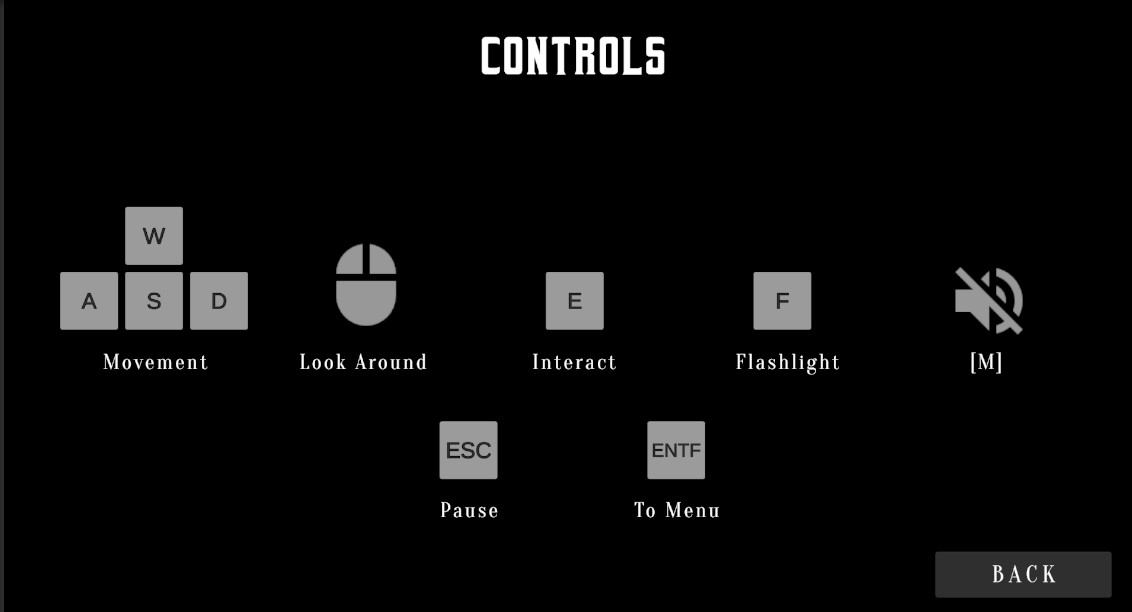 CONTROLS
W
A S D
E
F
Movement
Look Around
Interact
Flashlight
[M]
ESC
ENTF
Pause
To Menu
BACK